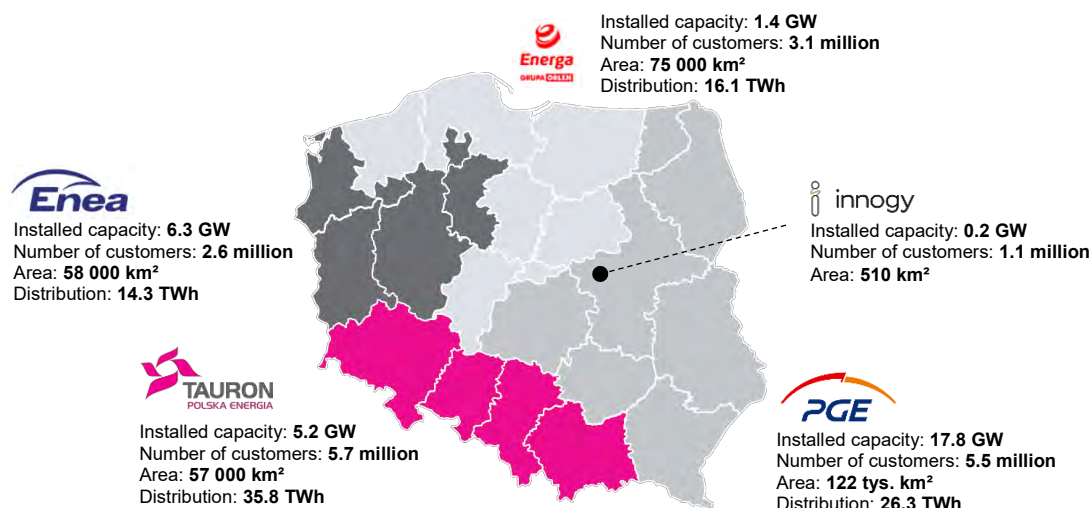 Energa
GRUPA ORLEN
Installed capacity: 1.4 GW
Number of customers: 3.1 million
Area: 75 000 km²
Distribution: 16.1 TWh
Enea
Installed capacity: 6.3 GW
Number of customers: 2.6 million
Area: 58 000 km²
Distribution: 14.3 TWh
innogy
Installed capacity: 0.2 GW
Number of customers: 1.1 million
Area: 510 km²
TAURON
POLSKA ENERGIA
Installed capacity: 5.2 GW
Number of customers: 5.7 million
Area: 57 000 km²
Distribution: 35.8 TWh
PGE
Installed capacity: 17.8 GW
Number of customers: 5.5 million
Area: 122 tys. km²
Distribution: 26.3 TWh